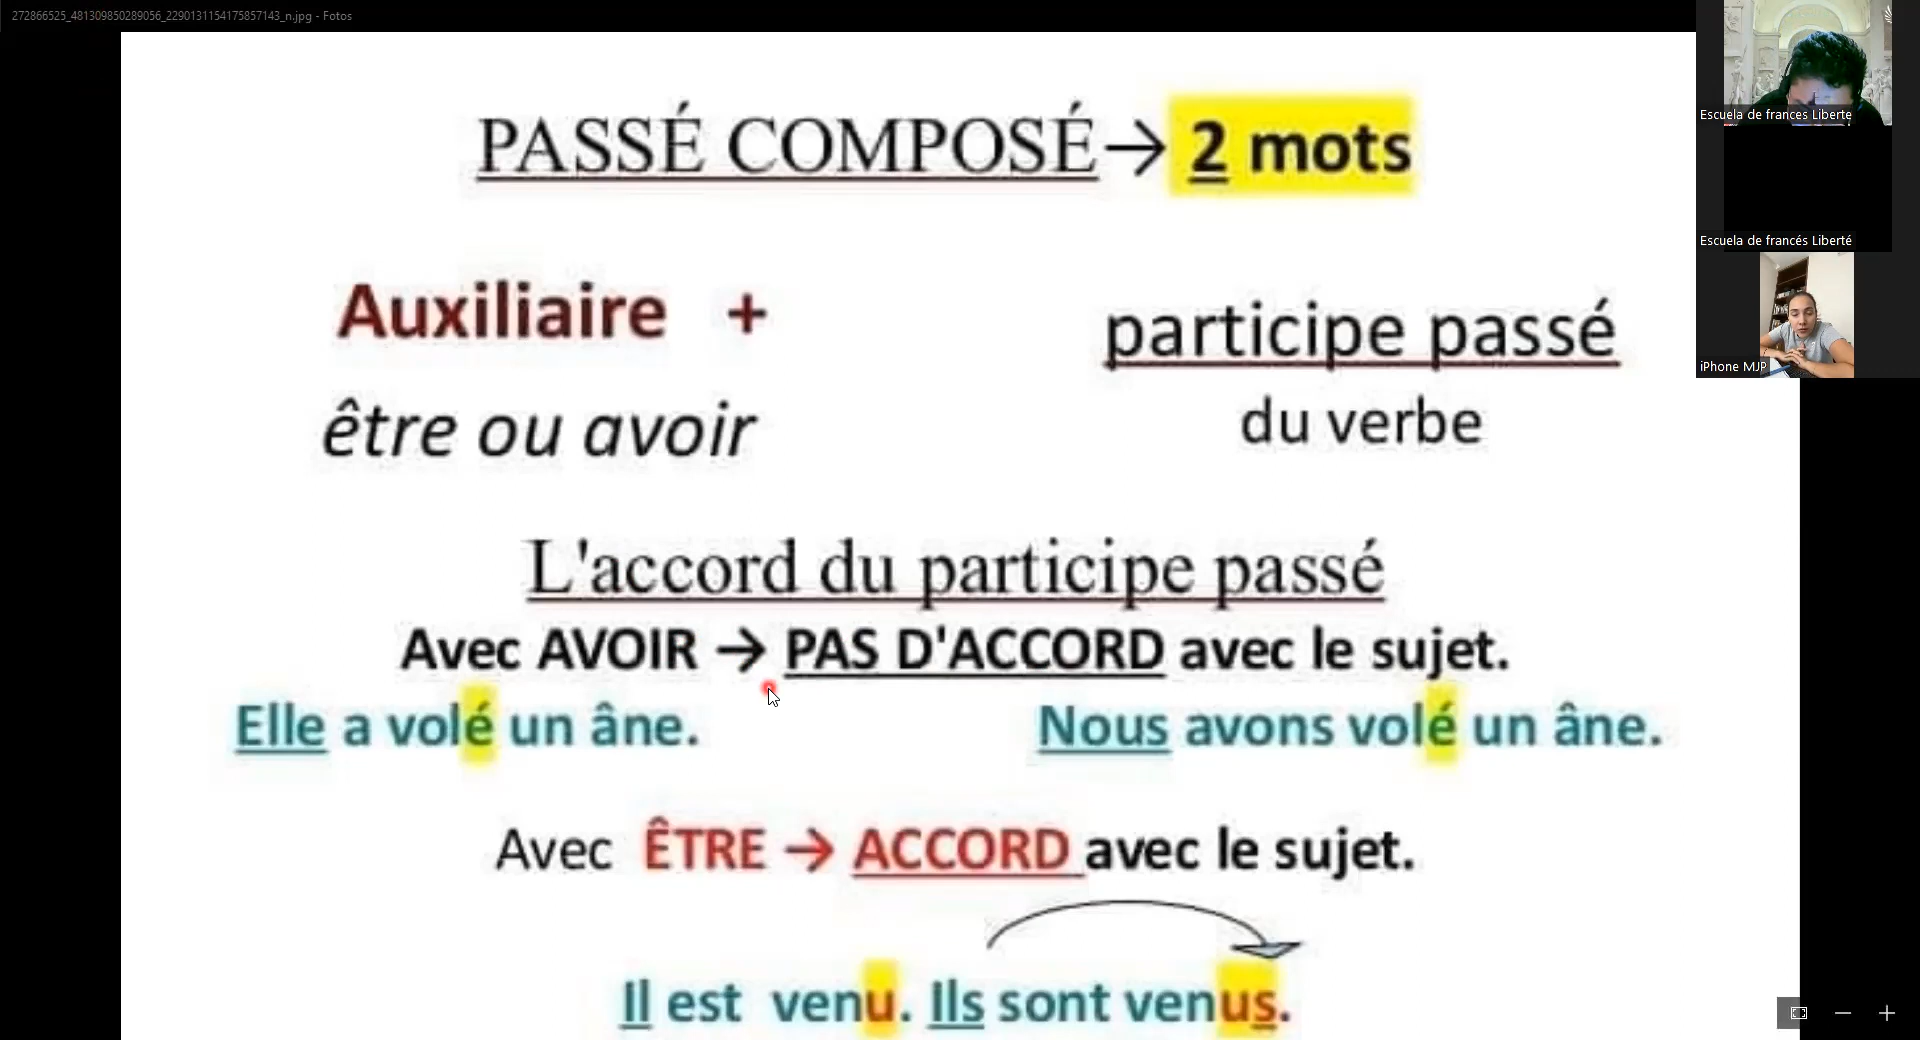 272866525_481309850289056_2290131154175857143_n.jpg - Fotos
PASSÉ COMPOSÉ→ 2 mots
Auxiliaire + participe passé
être ou avoir du verbe
L'accord du participe passé
Avec AVOIR → PAS D'ACCORD avec le sujet.
Elle a volé un âne. Nous avons volé un âne.
Avec ÊTRE → ACCORD avec le sujet.
Il est venu. Ils sont venus.
Escuela de frances Liberte
Escuela de francés Liberté
iPhone MJP